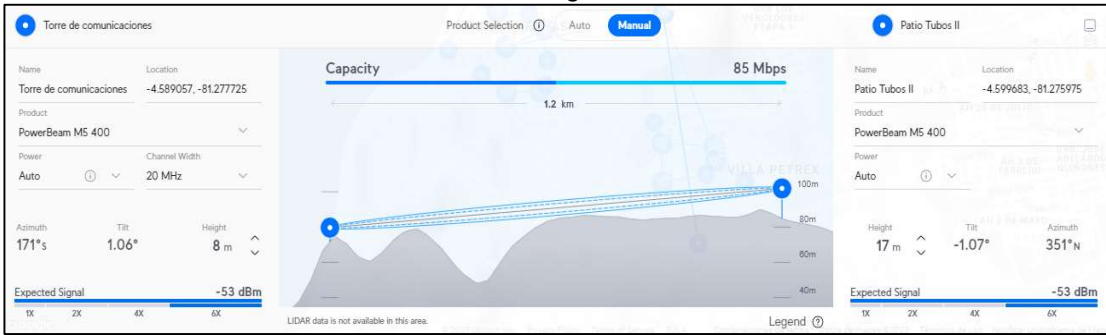 Torre de comunicaciones
Product Selection ⓘ Auto Manual
Patio Tubos II
Name Location
Torre de comunicaciones -4.589057, -81.277725
Product
PowerBeam M5 400
Power Channel Width
Auto ⓘ 20 MHz
Azimuth Tilt Height
171°s 1.06° 8 m
Expected Signal -53 dBm
1X 2X 4X 6X
Capacity 85 Mbps
1.2 km
VILLA PETREX
100m
80m
60m
40m
LIDAR data is not available in this area.
Legend
Name Location
Patio Tubos II -4.599683, -81.275975
Product
PowerBeam M5 400
Power
Auto ⓘ
Height Tilt Azimuth
17 m -1.07° 351°N
Expected Signal -53 dBm
1X 2X 4X 6X